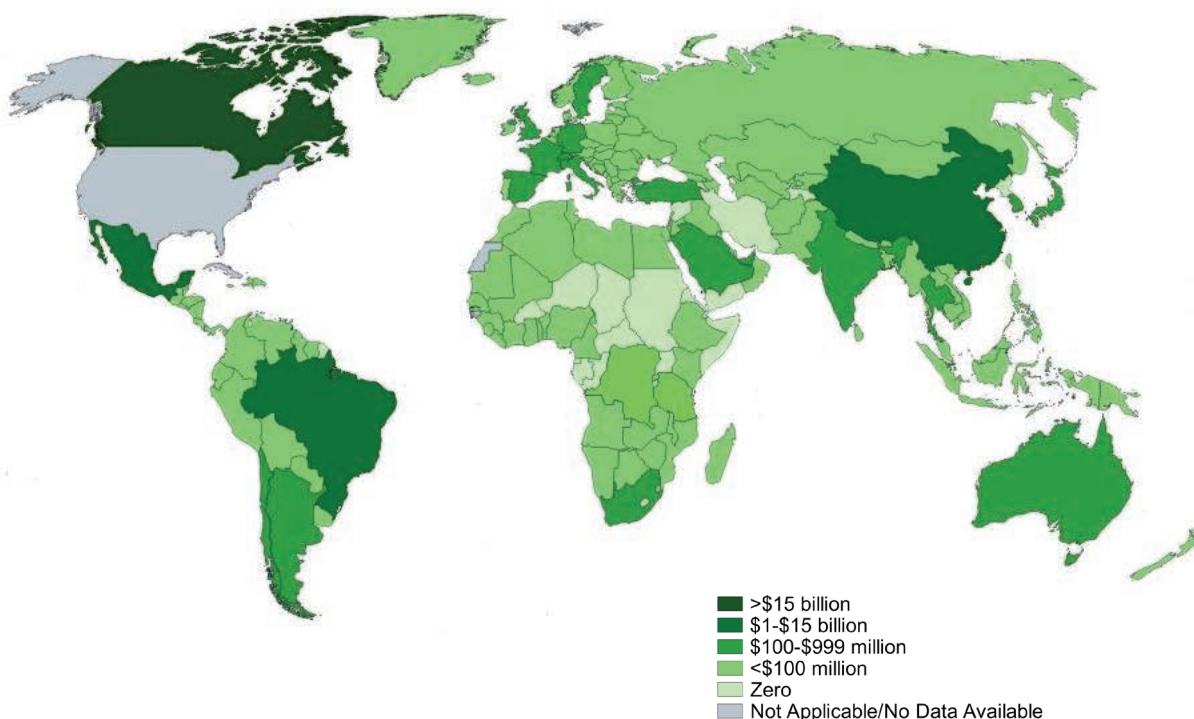 >$15 billion
$1-$15 billion
$100-$999 million
<$100 million
Zero
Not Applicable/No Data Available